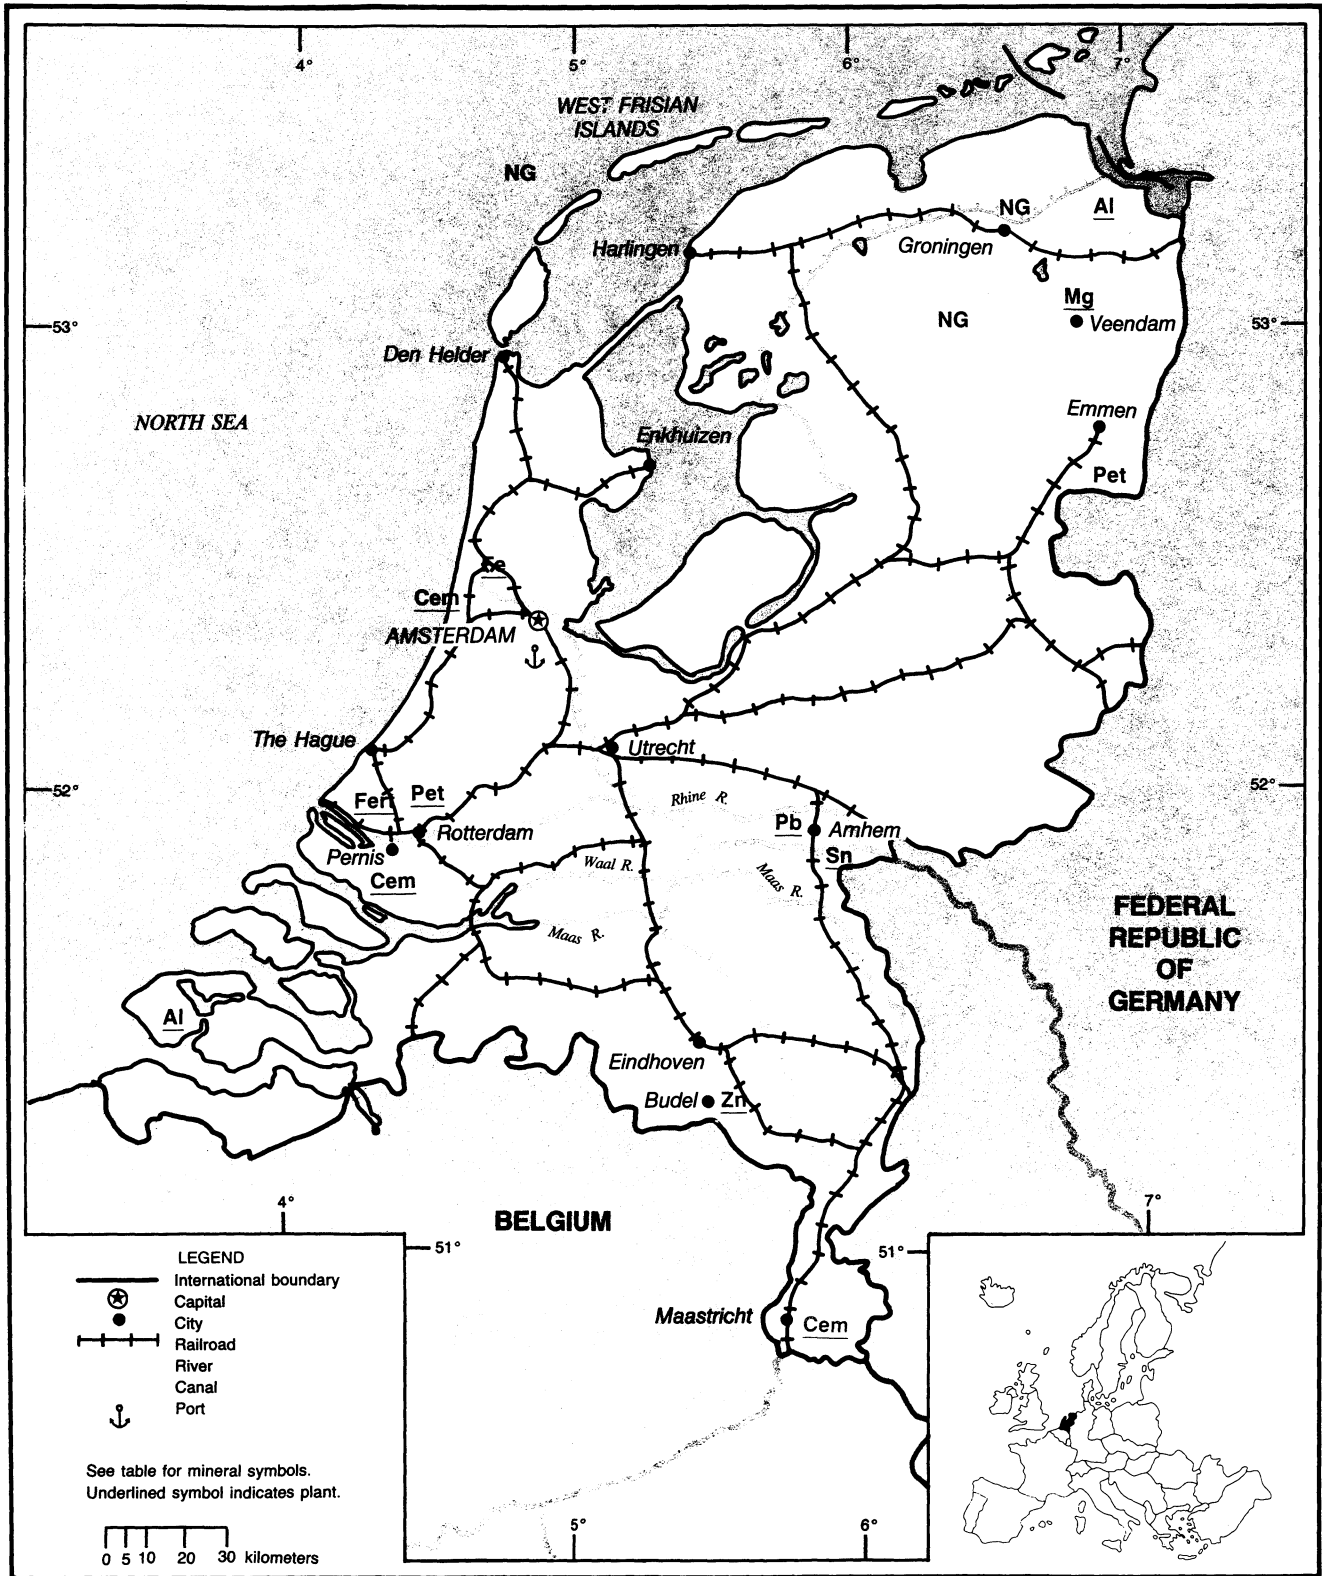 4°
5°
6°
7°
WEST FRISIAN
ISLANDS
NG
NG
Al
Harlingen
Groningen
Mg
Veendam
NG
53°
53°
Den Helder
NORTH SEA
Emmen
Enkhuizen
Pet
Fe
Cem
AMSTERDAM
The Hague
Utrecht
52°
52°
Fert
Pet
Rhine R.
Rotterdam
Pb
Arnhem
Pernis
Waal R.
Sn
Cem
Maas R.
Maas R.
FEDERAL
REPUBLIC
OF
GERMANY
Al
Eindhoven
Budel
Zn
4°
7°
BELGIUM
51°
51°
LEGEND
International boundary
Capital
City
Railroad
River
Canal
Port
Maastricht
Cem
See table for mineral symbols.
Underlined symbol indicates plant.
0 5 10 20 30 kilometers
5°
6°